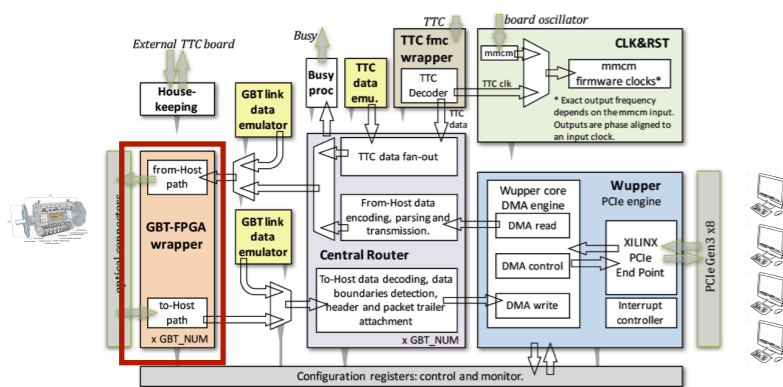 TTC
board oscillator
Busy
External TTC board
TTC fmc
wrapper
CLK&RST
mmcm
mmcm
firmware clocks*
TTC
Decoder
TTC clk
* Exact output frequency
depends on the mmcm input.
Outputs are phase aligned to
an input clock.
TTC
data
House-
keeping
GBT link
data
emulator
Busy
proc
TTC
data
emu.
from-Host
path
GBT-FPGA
wrapper
to-Host
path
x GBT_NUM
optical connectors
GBT link
data
emulator
TTC data fan-out
From-Host data
encoding, parsing and
transmission.
Central Router
To-Host data decoding, data
boundaries detection,
header and packet trailer
attachment
x GBT_NUM
Wupper core
DMA engine
DMA read
DMA control
DMA write
Wupper
PCIe engine
XILINX
PCIe
End Point
Interrupt
controller
PCIe Gen3 x8
Configuration registers: control and monitor.